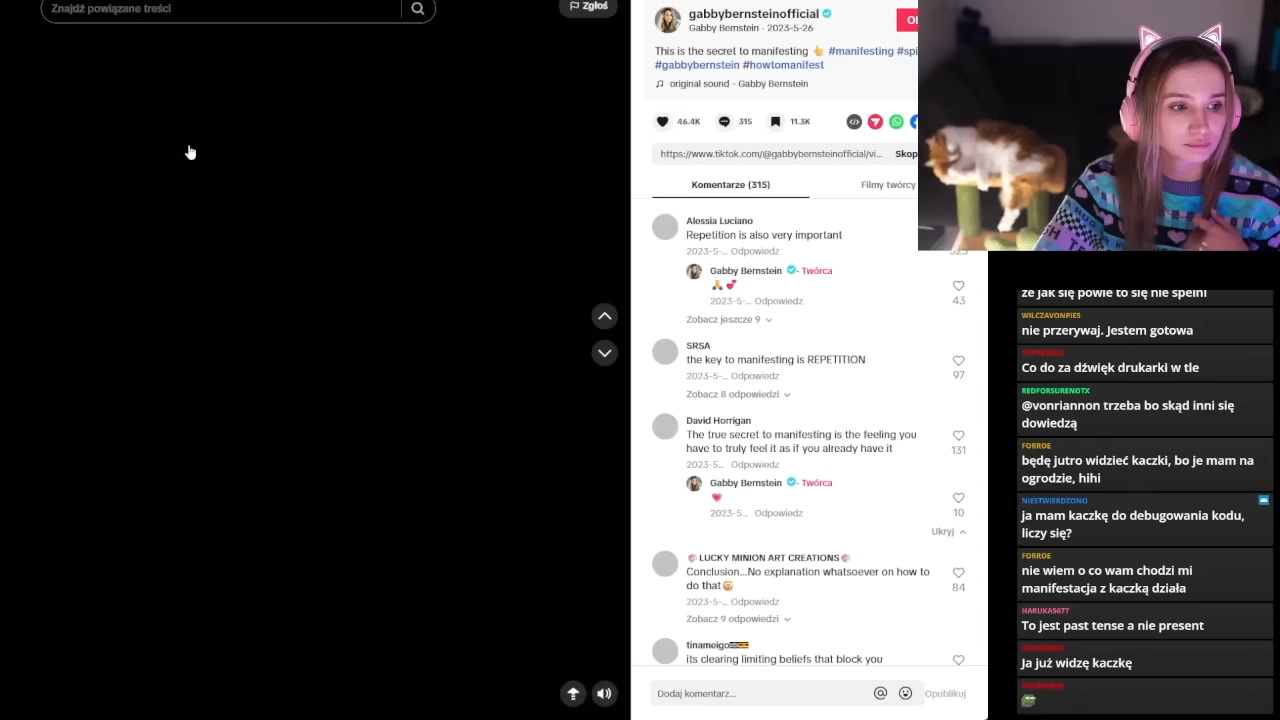 Znajdź powiązane treści
Zgłoś
gabbybernsteinofficial
Gabby Bernstein · 2023-5-26
This is the secret to manifesting 👆 #manifesting
#gabbybernstein #howtomanifest
original sound - Gabby Bernstein
46.4K
315
11.3K
https://www.tiktok.com/@gabbybernsteinofficial/vi...
Komentarze (315)
Filmy twórcy
Alessia Luciano
Repetition is also very important
2023-5-... Odpowiedz
Gabby Bernstein · Twórca
🙏 💕
2023-5-... Odpowiedz
43
Zobacz jeszcze 9
SRSA
the key to manifesting is REPETITION
2023-5-... Odpowiedz
97
Zobacz 8 odpowiedzi
David Horrigan
The true secret to manifesting is the feeling you
have to truly feel it as if you already have it
131
2023-5... Odpowiedz
Gabby Bernstein · Twórca
💗
2023-5... Odpowiedz
10
Ukryj
LUCKY MINION ART CREATIONS
Conclusion...No explanation whatsoever on how to
do that
84
2023-5-... Odpowiedz
Zobacz 9 odpowiedzi
tinameigo
its clearing limiting beliefs that block you
Dodaj komentarz...
Opublikuj
że jak się powie to się nie spełni
WILCZAVONPIES
nie przerywaj. Jestem gotowa
Co do za dźwięk drukarki w tle
REDFORSURENOTX
@vonriannon trzeba bo skąd inni się
dowiedzą
FORROE
będę jutro widzieć kaczki, bo je mam na
ogrodzie, hihi
NIESTWIERDZONO
ja mam kaczkę do debugowania kodu,
liczy się?
FORROE
nie wiem o co wam chodzi mi
manifestacja z kaczką działa
HARUKA5677
To jest past tense a nie present
Ja już widzę kaczkę